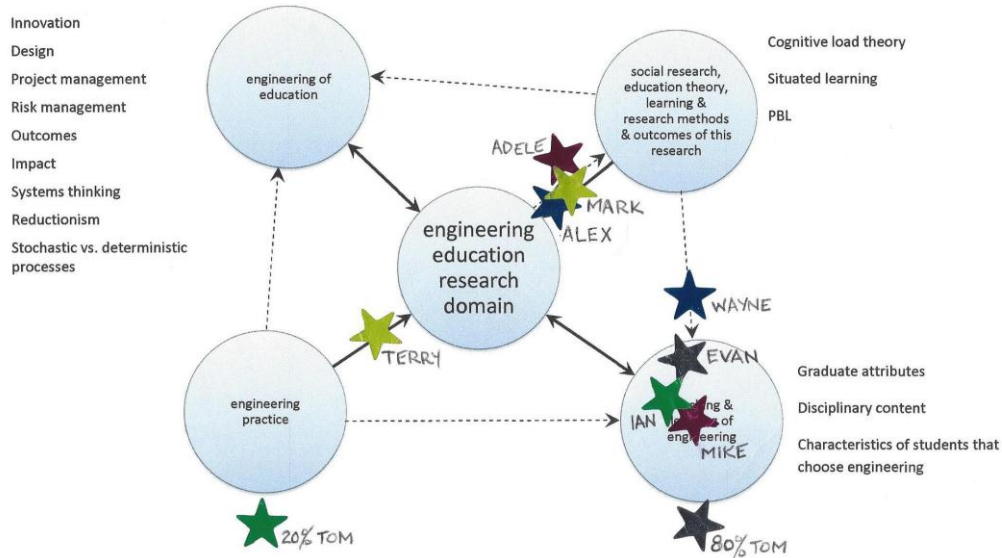 Innovation
Design
Project management
Risk management
Outcomes
Impact
Systems thinking
Reductionism
Stochastic vs. deterministic
processes
engineering of
education
social research,
education theory,
learning &
research methods
& outcomes of this
research
Cognitive load theory
Situated learning
PBL
ADELE
MARK
ALEX
engineering
education
research
domain
WAYNE
TERRY
EVAN
engineering
practice
IAN
&
of
engineering
MIKE
Graduate attributes
Disciplinary content
Characteristics of students that
choose engineering
20% TOM
80% TOM